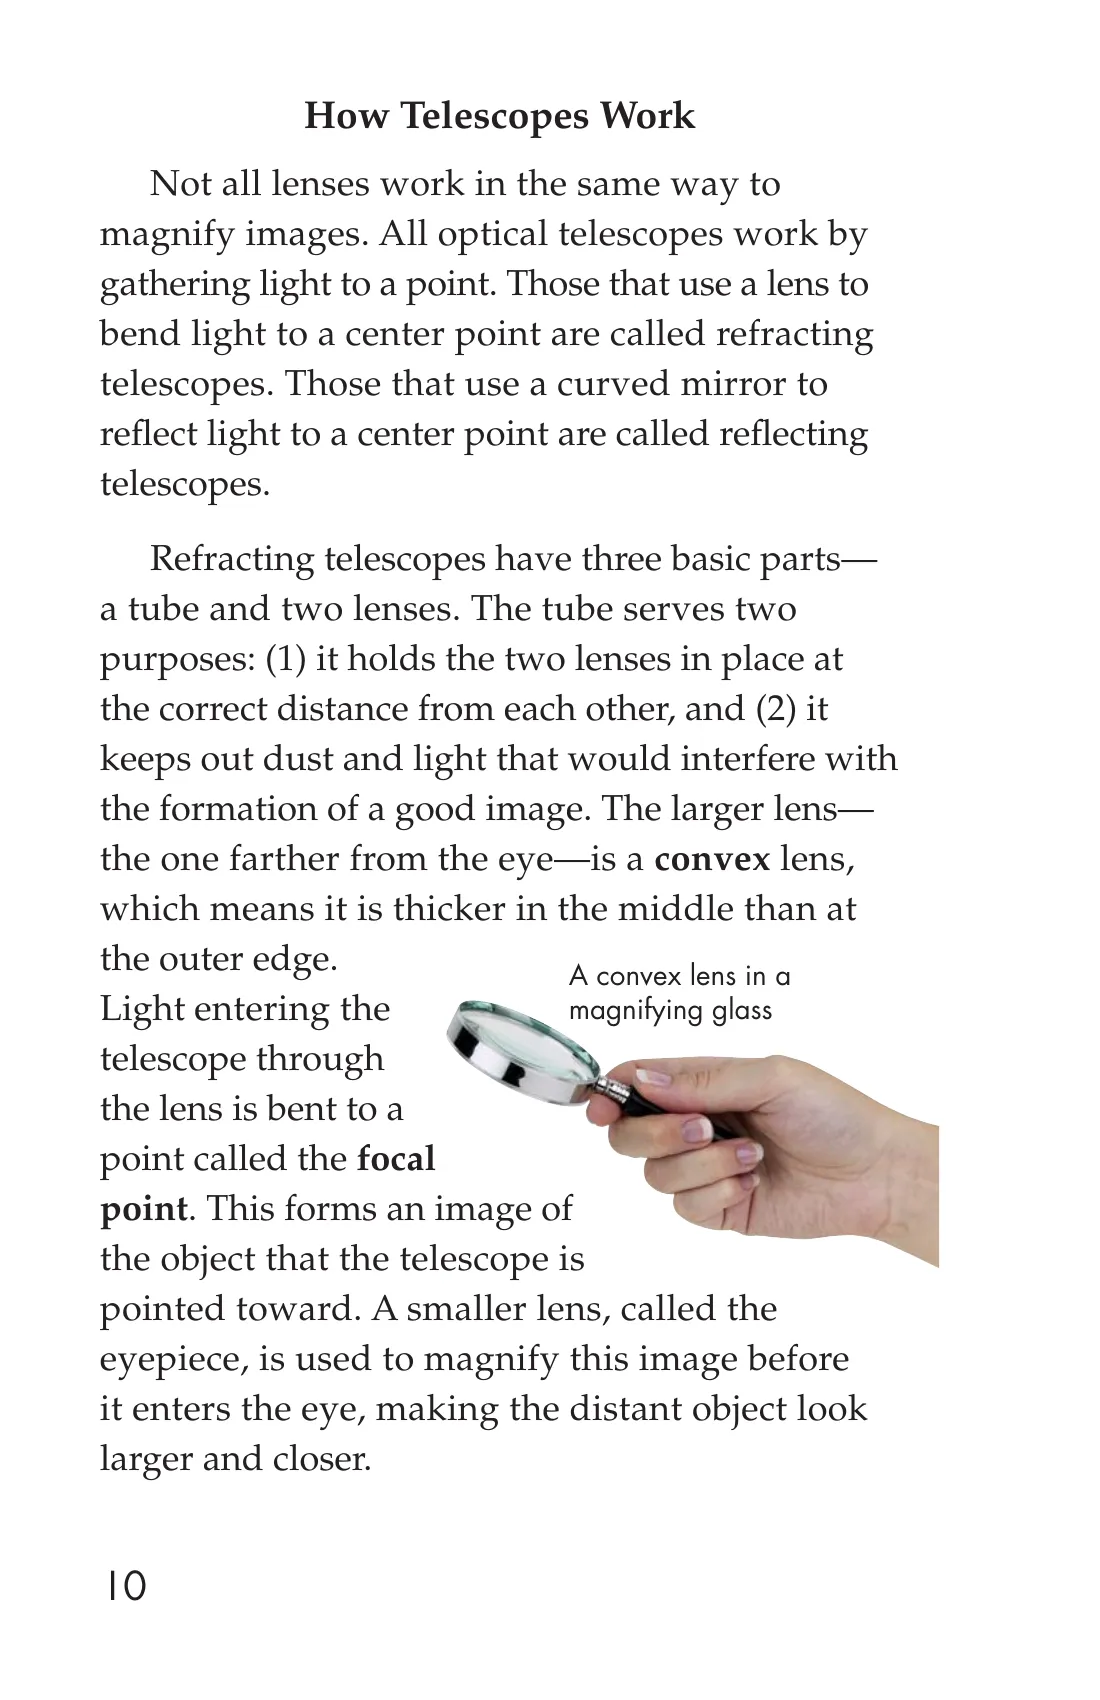 How Telescopes Work
Not all lenses work in the same way to
magnify images. All optical telescopes work by
gathering light to a point. Those that use a lens to
bend light to a center point are called refracting
telescopes. Those that use a curved mirror to
reflect light to a center point are called reflecting
telescopes.
Refracting telescopes have three basic parts—
a tube and two lenses. The tube serves two
purposes: (1) it holds the two lenses in place at
the correct distance from each other, and (2) it
keeps out dust and light that would interfere with
the formation of a good image. The larger lens—
the one farther from the eye—is a convex lens,
which means it is thicker in the middle than at
the outer edge.
Light entering the
telescope through
the lens is bent to a
point called the focal
point. This forms an image of
the object that the telescope is
pointed toward. A smaller lens, called the
eyepiece, is used to magnify this image before
it enters the eye, making the distant object look
larger and closer.
A convex lens in a
magnifying glass
10